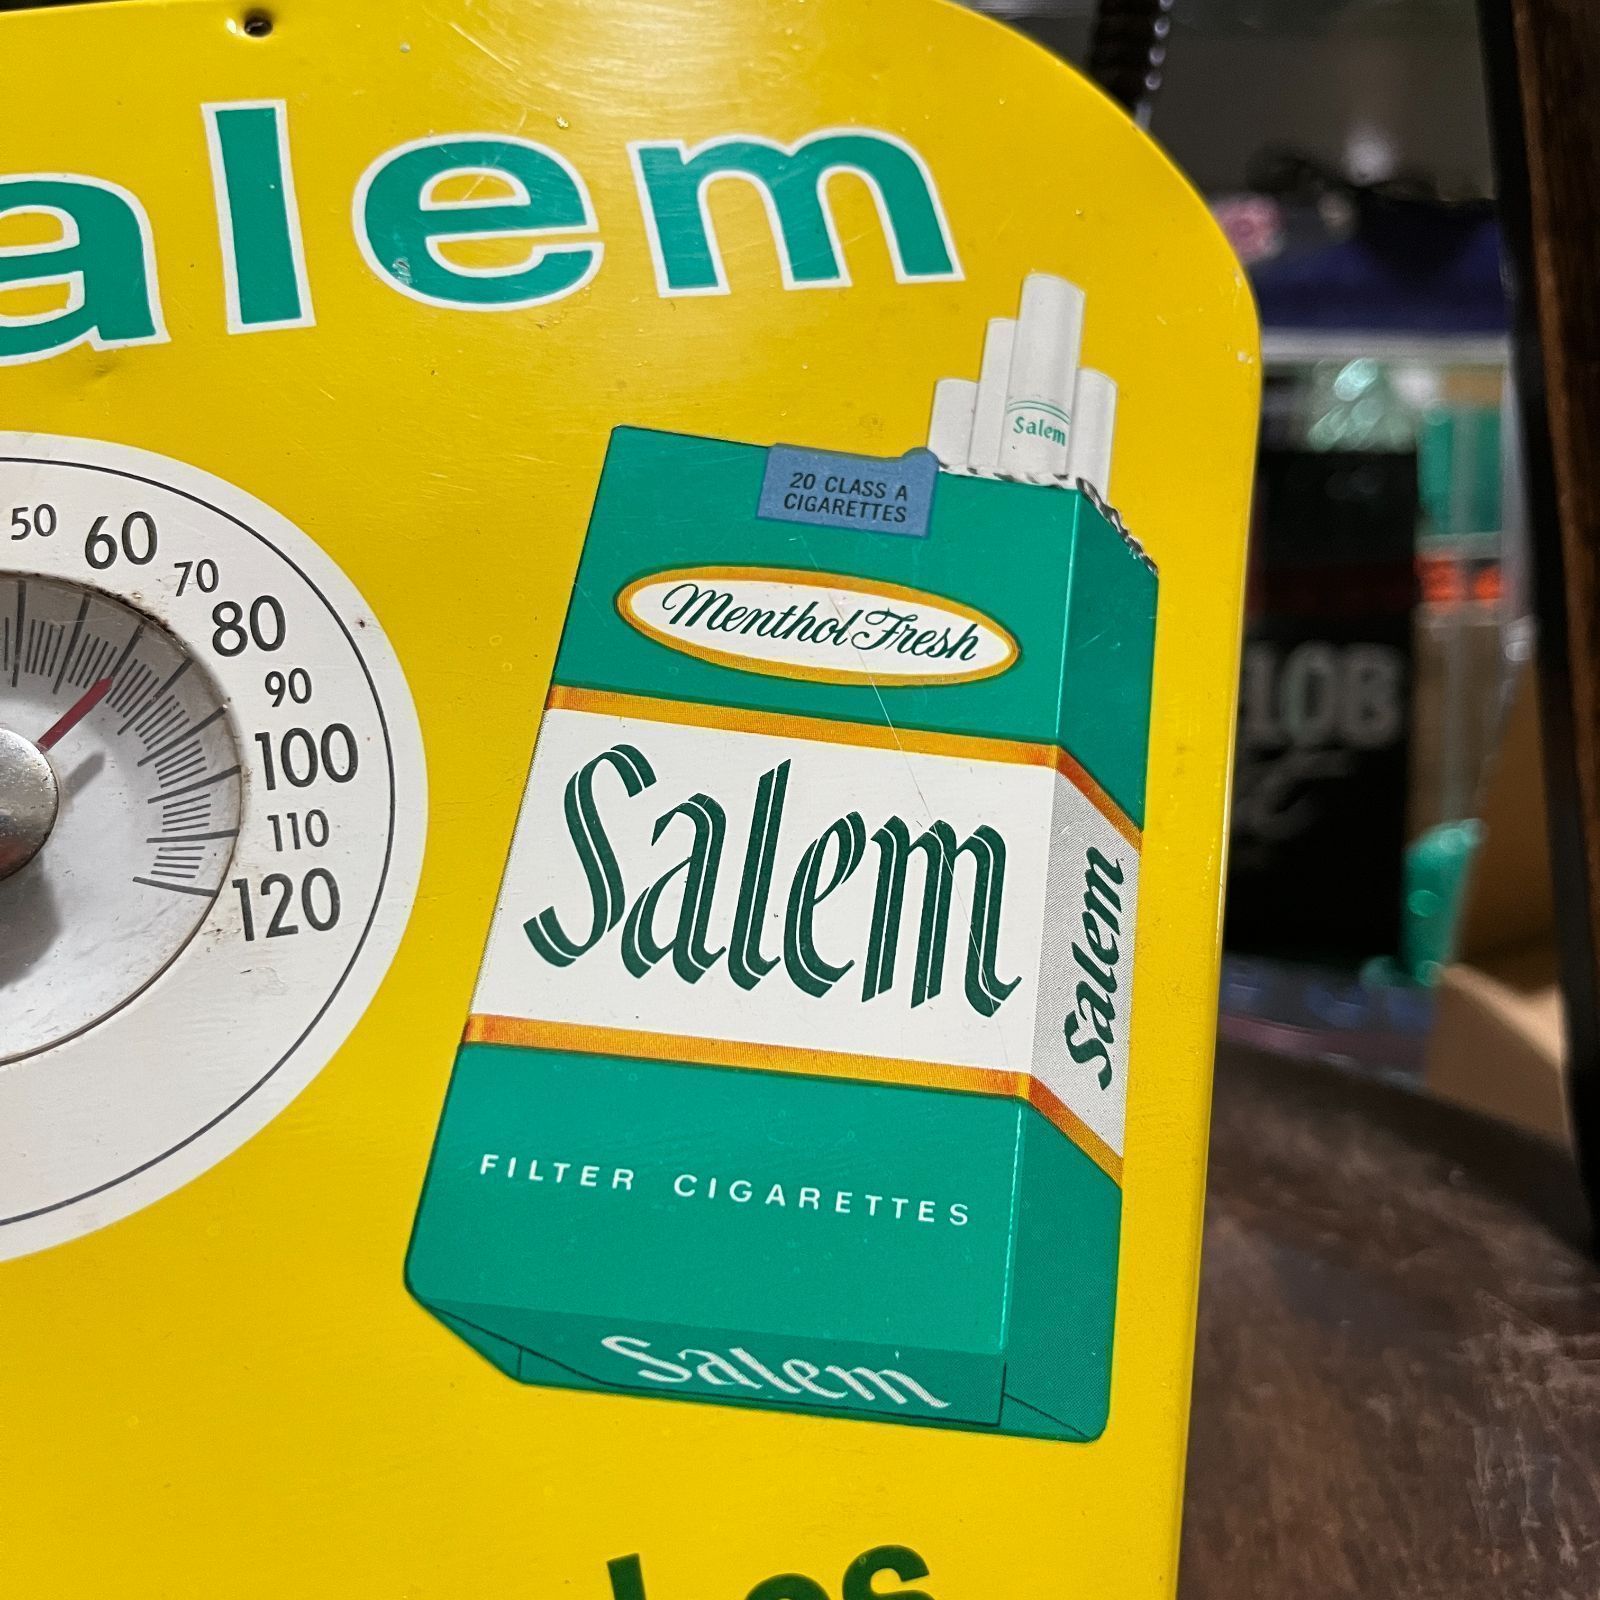 alem
Salem
20 CLASS A
CIGARETTES
Menthol Fresh
Salem
Salem
FILTER CIGARETTES
Salem
50
60
70
80
90
100
110
120